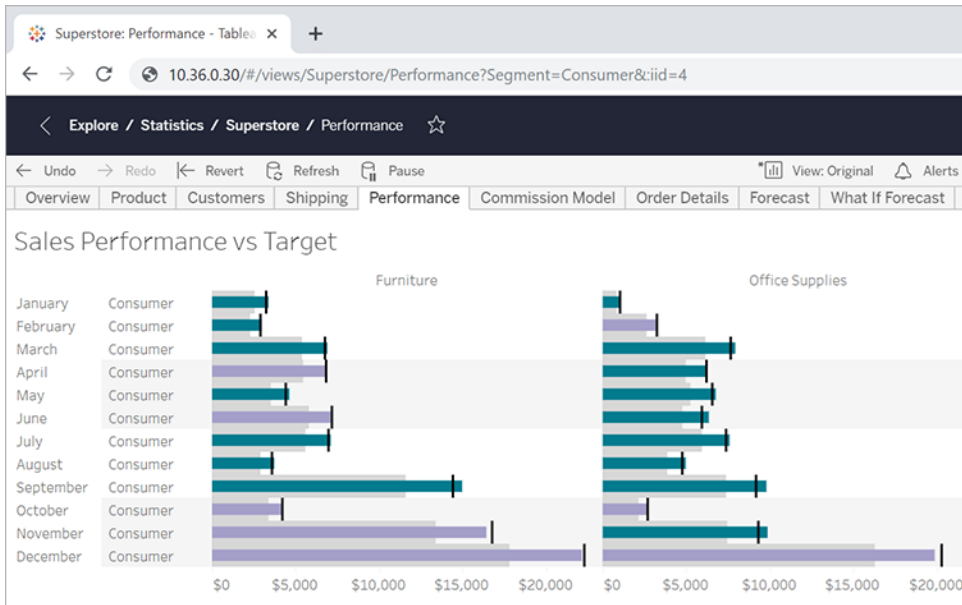 Superstore: Performance - Tablea
10.36.0.30/#/views/Superstore/Performance?Segment=Consumer&:iid=4
Explore / Statistics / Superstore / Performance
Undo Redo Revert Refresh Pause View: Original Alerts
Overview Product Customers Shipping Performance Commission Model Order Details Forecast What If Forecast
Sales Performance vs Target
Furniture Office Supplies
January Consumer
February Consumer
March Consumer
April Consumer
May Consumer
June Consumer
July Consumer
August Consumer
September Consumer
October Consumer
November Consumer
December Consumer
$0 $5,000 $10,000 $15,000 $20,000 $0 $5,000 $10,000 $15,000 $20,000